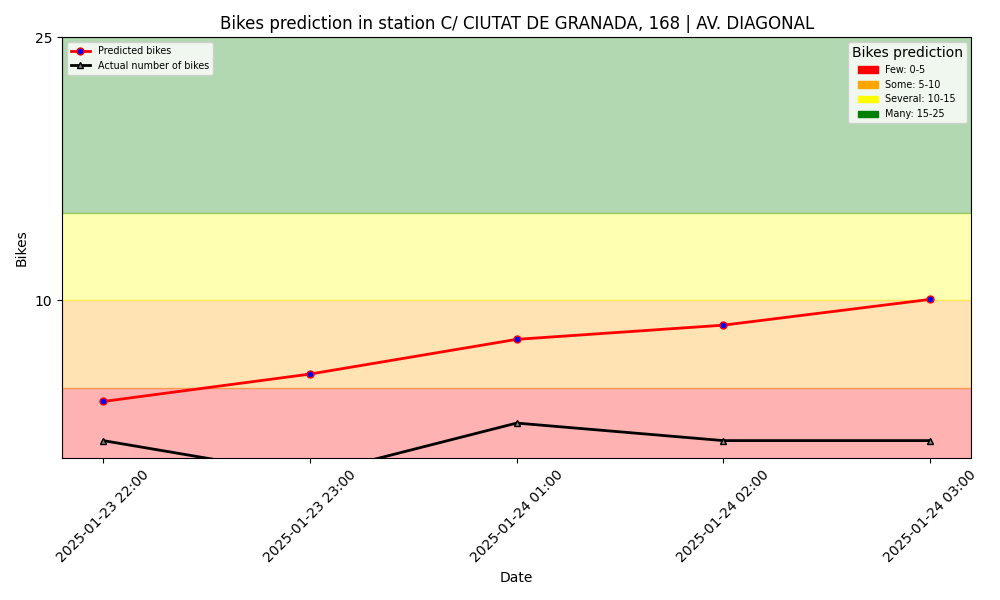 Bikes prediction in station C/ CIUTAT DE GRANADA, 168 | AV. DIAGONAL
25
Predicted bikes
Actual number of bikes
Bikes prediction
Few: 0-5
Some: 5-10
Several: 10-15
Many: 15-25
Bikes
10
2025-01-23 22:00
2025-01-23 23:00
2025-01-24 01:00
2025-01-24 02:00
2025-01-24 03:00
Date